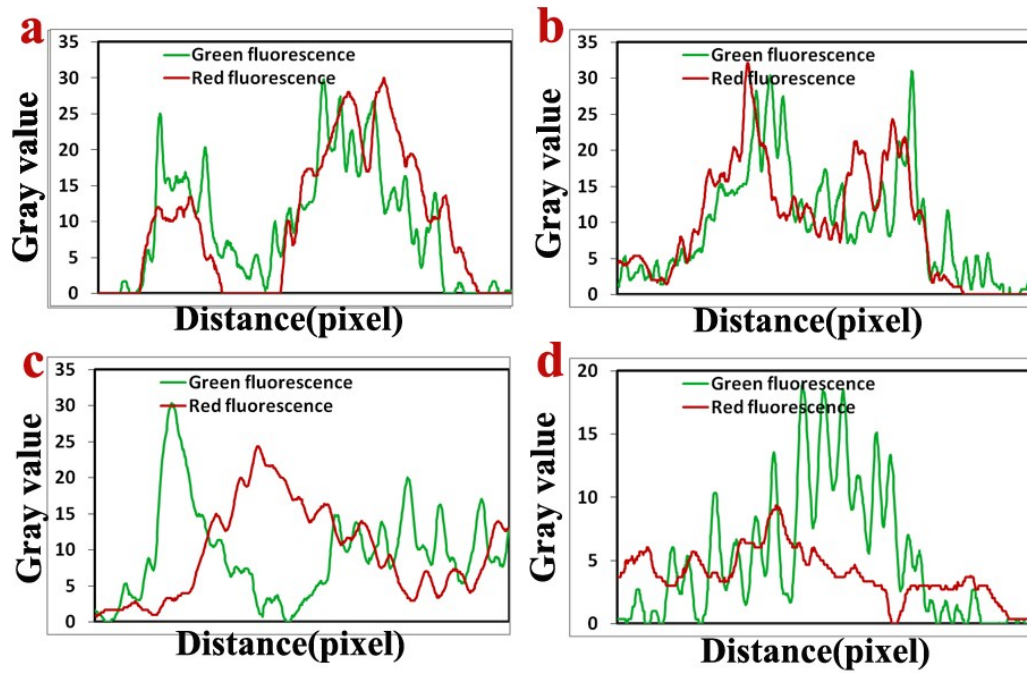 a
35
30
25
20
15
10
5
0
Gray value
Green fluorescence
Red fluorescence
Distance(pixel)
b
35
30
25
20
15
10
5
0
Gray value
Green fluorescence
Red fluorescence
Distance(pixel)
c
35
30
25
20
15
10
5
0
Gray value
Green fluorescence
Red fluorescence
Distance(pixel)
d
20
15
10
5
0
Gray value
Green fluorescence
Red fluorescence
Distance(pixel)